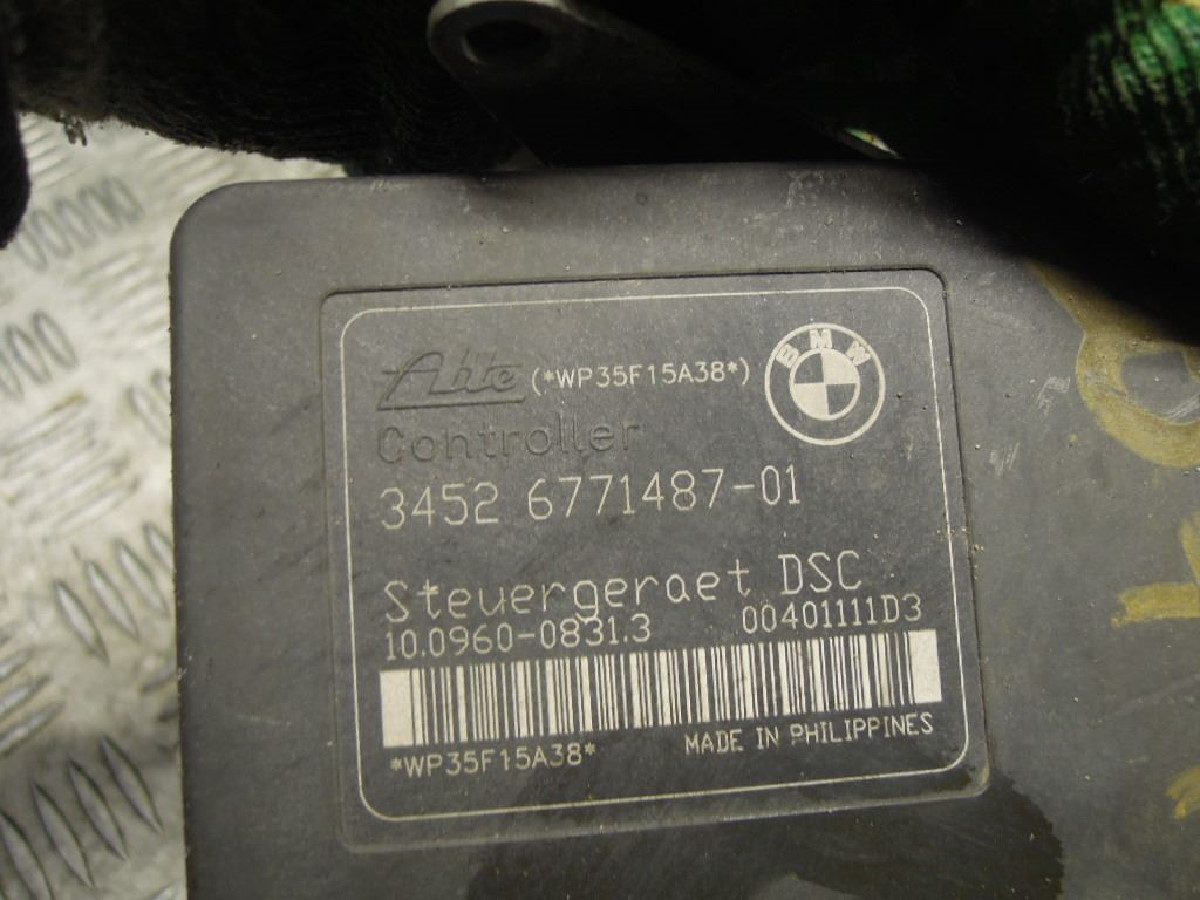 Ate (*WP35F15A38*) BMW
Controller
3452 6771487-01
Steuergeraet DSC
10.0960-0831.3 00401111D3
*WP35F15A38* MADE IN PHILIPPINES